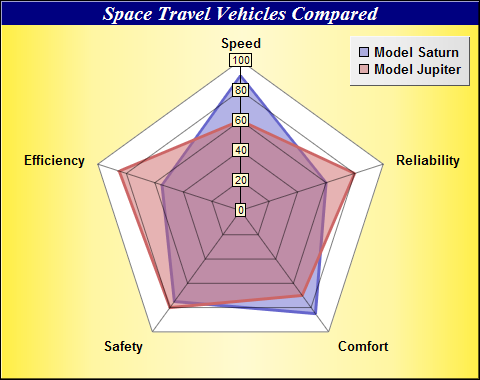 Space Travel Vehicles Compared
Speed
Model Saturn
Model Jupiter
100
80
60
40
20
0
Efficiency
Reliability
Safety
Comfort